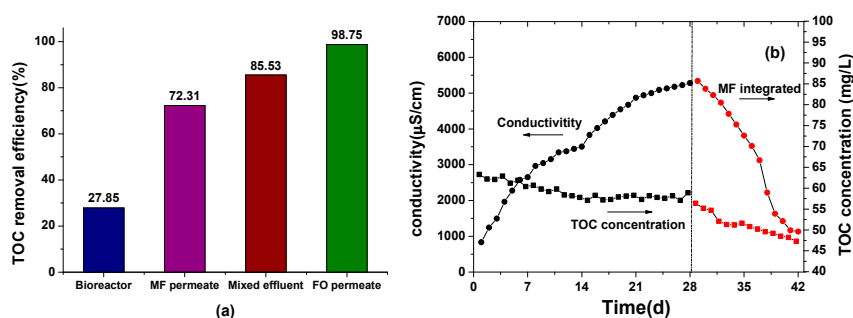 TOC removal efficiency(%)
100
80
60
40
20
0
27.85
72.31
85.53
98.75
Bioreactor
MF permeate
Mixed effluent
FO permeate
(a)
conductivity(μS/cm)
7000
6000
5000
4000
3000
2000
1000
0
(b)
MF integrated
Conductivitity
TOC concentration
0
7
14
21
28
35
42
Time(d)
100
95
90
85
80
75
70
65
60
55
50
45
40
TOC concentration (mg/L)